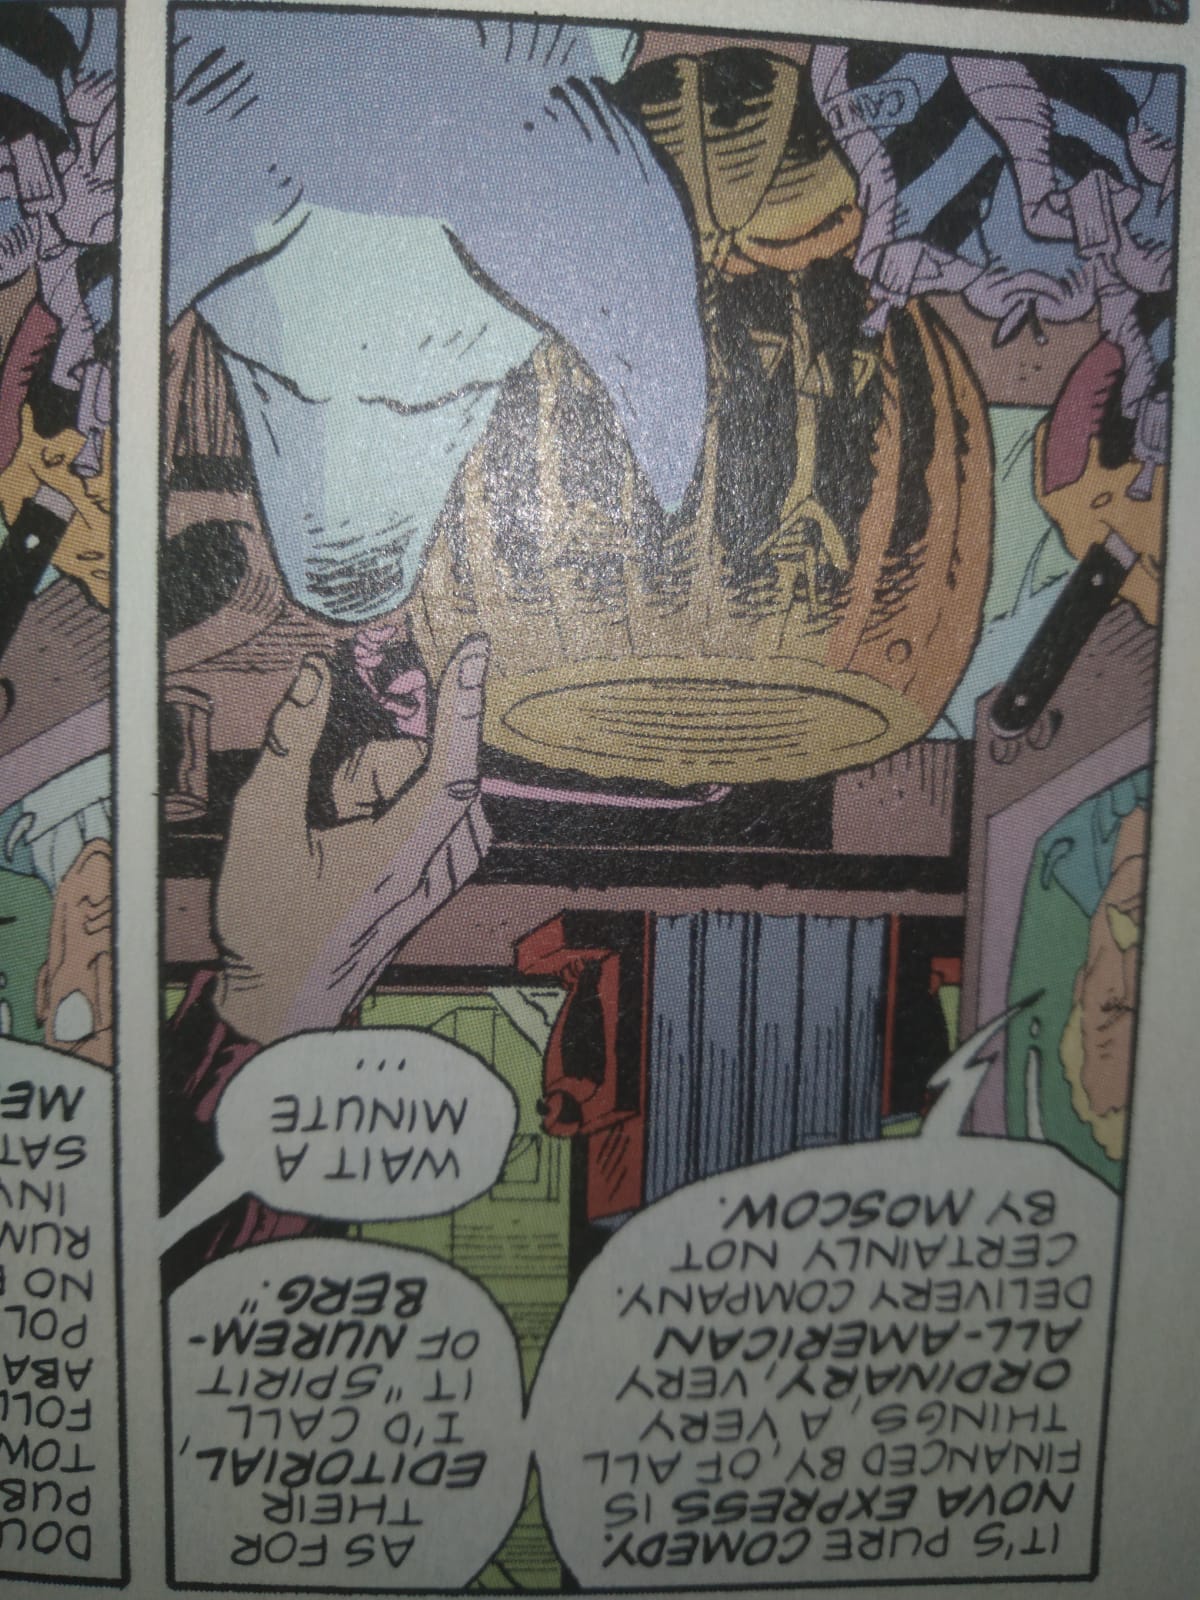 IT'S PURE COMEDY.
NOVA EXPRESS IS
FINANCED BY, OF ALL
THINGS, A VERY
ORDINARY, VERY
ALL-AMERICAN
DELIVERY COMPANY.
CERTAINLY NOT
BY MOSCOW.
AS FOR
THEIR
EDITORIAL,
I'D CALL
IT "SPIRIT
OF NUREM-
BERG."
WAIT A
MINUTE
...
DOU
PUB
TOW
FOLL
ABA
POL
NO
RUN
INV
SAT
ME